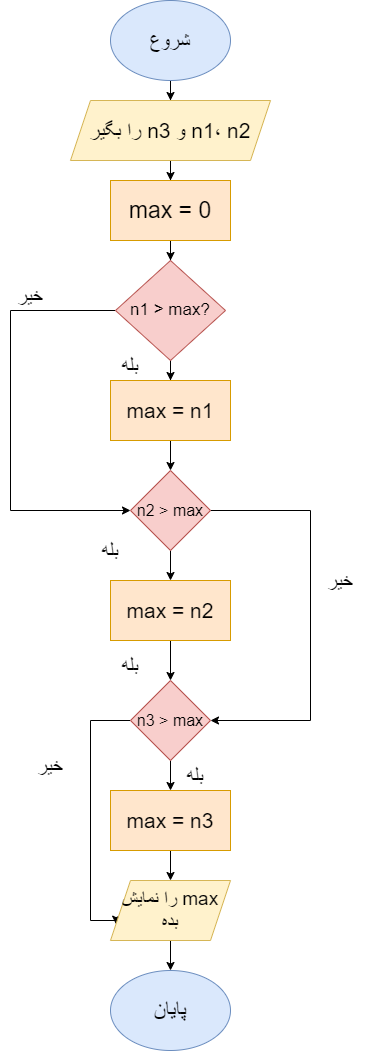 شروع
n1، n2 و n3 را بگیر
max = 0
n1 > max?
خیر
بله
max = n1
n2 > max
بله
خیر
max = n2
بله
n3 > max
خیر
بله
max = n3
max را نمایش
بده
پایان